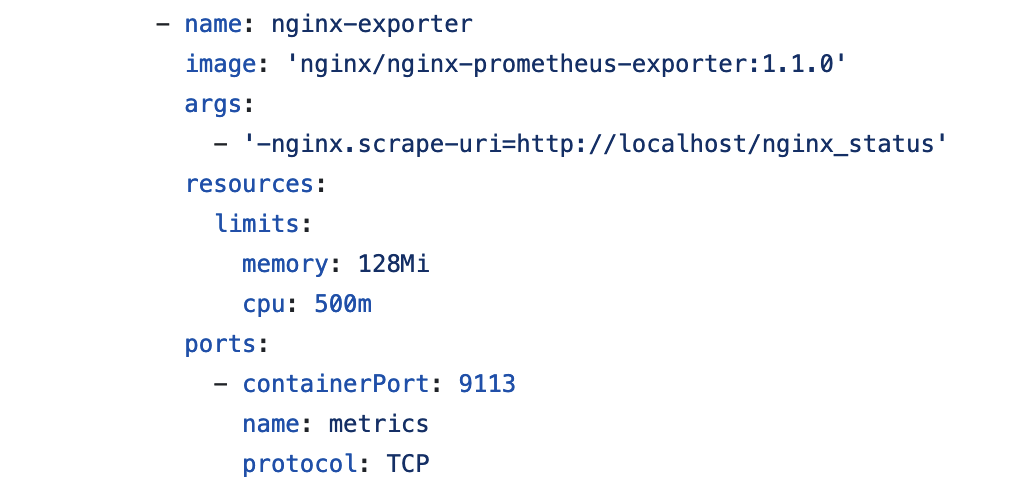 - name: nginx-exporter
  image: 'nginx/nginx-prometheus-exporter:1.1.0'
  args:
    - '-nginx.scrape-uri=http://localhost/nginx_status'
  resources:
    limits:
      memory: 128Mi
      cpu: 500m
  ports:
    - containerPort: 9113
      name: metrics
      protocol: TCP